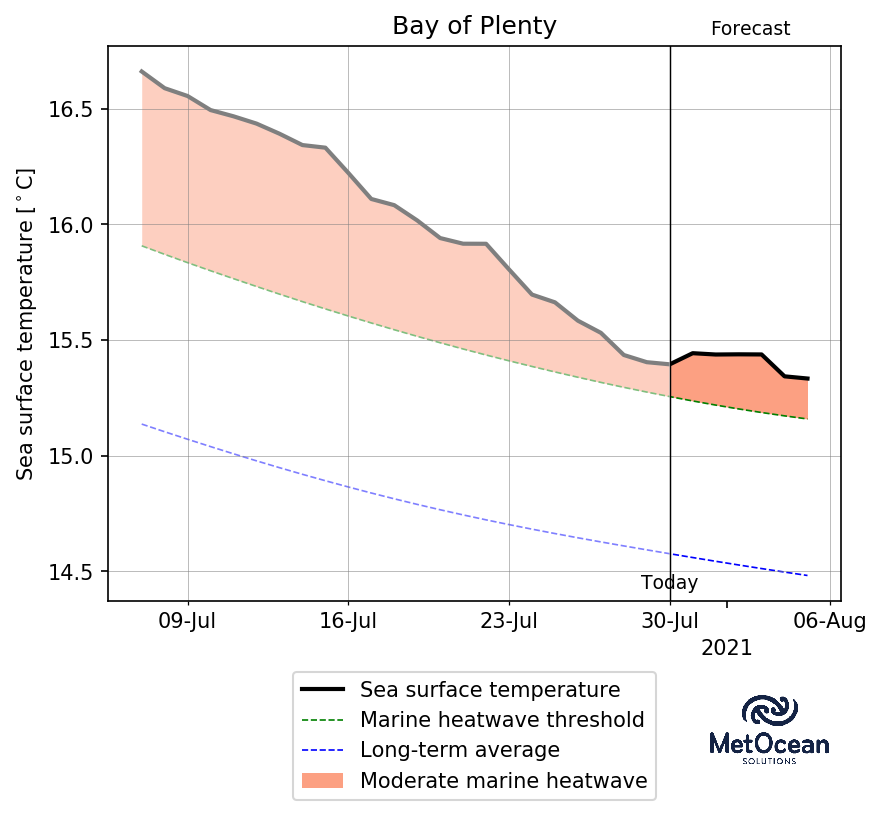 Bay of Plenty
Forecast
Sea surface temperature [°C]
16.5
16.0
15.5
15.0
14.5
Today
09-Jul
16-Jul
23-Jul
30-Jul
06-Aug
2021
Sea surface temperature
Marine heatwave threshold
Long-term average
Moderate marine heatwave
MetOcean
SOLUTIONS